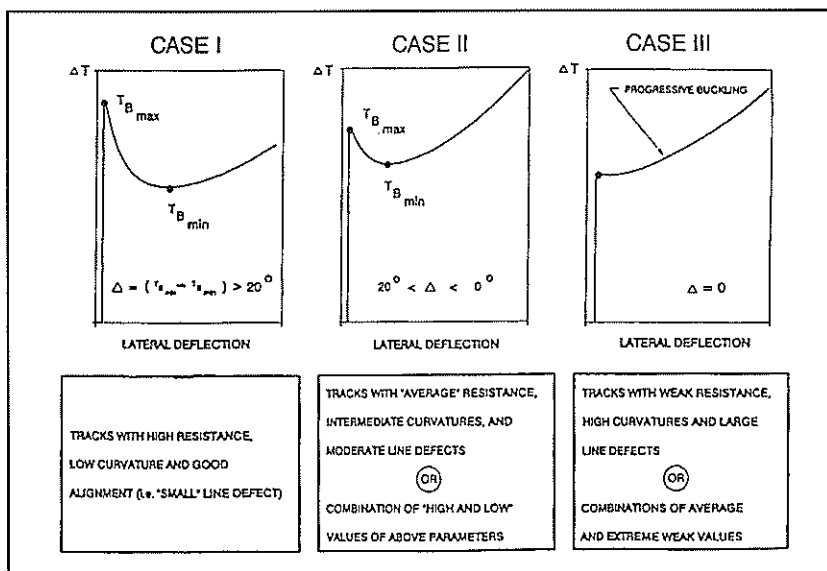 CASE I
CASE II
CASE III
Δ T
T B max
T B min
Δ = ( ) > 20°
LATERAL DEFLECTION
Δ T
T B max
T B min
20° < Δ < 0°
LATERAL DEFLECTION
Δ T
PROGRESSIVE BUCKLING
Δ = 0
LATERAL DEFLECTION
TRACKS WITH HIGH RESISTANCE,
LOW CURVATURE AND GOOD
ALIGNMENT (i.e. "SMALL" LINE DEFECT)
TRACKS WITH "AVERAGE" RESISTANCE,
INTERMEDIATE CURVATURES, AND
MODERATE LINE DEFECTS
OR
COMBINATION OF "HIGH AND LOW"
VALUES OF ABOVE PARAMETERS
TRACKS WITH WEAK RESISTANCE,
HIGH CURVATURES AND LARGE
LINE DEFECTS
OR
COMBINATIONS OF AVERAGE
AND EXTREME WEAK VALUES